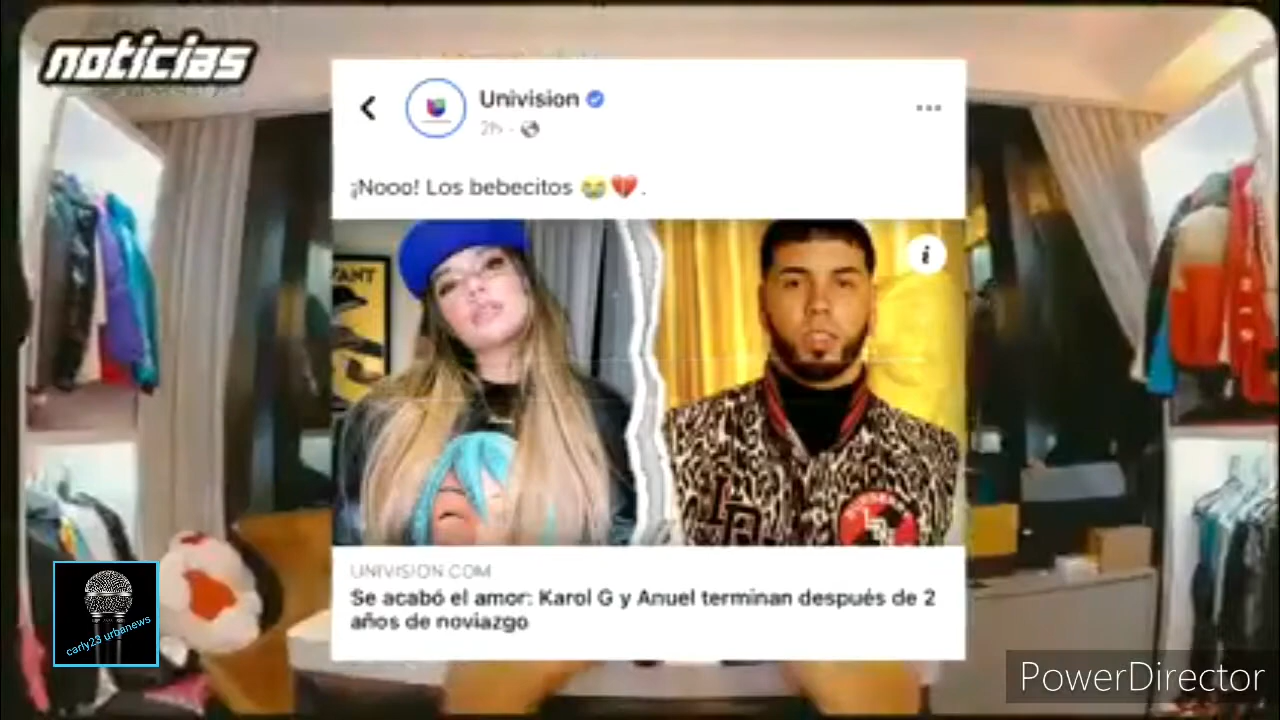 noticias
Univision
2h
¡Nooo! Los bebecitos 😭💔.
VANT
i
UNIVISION.COM
Se acabó el amor: Karol G y Anuel terminan después de 2
años de noviazgo
carly23 urbanews
PowerDirector